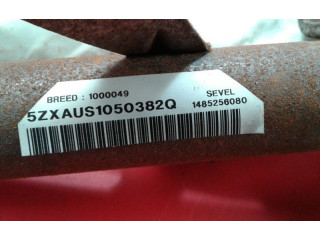 BREED : 1000049
SEVEL
5ZXAUS1050382Q
1485256080